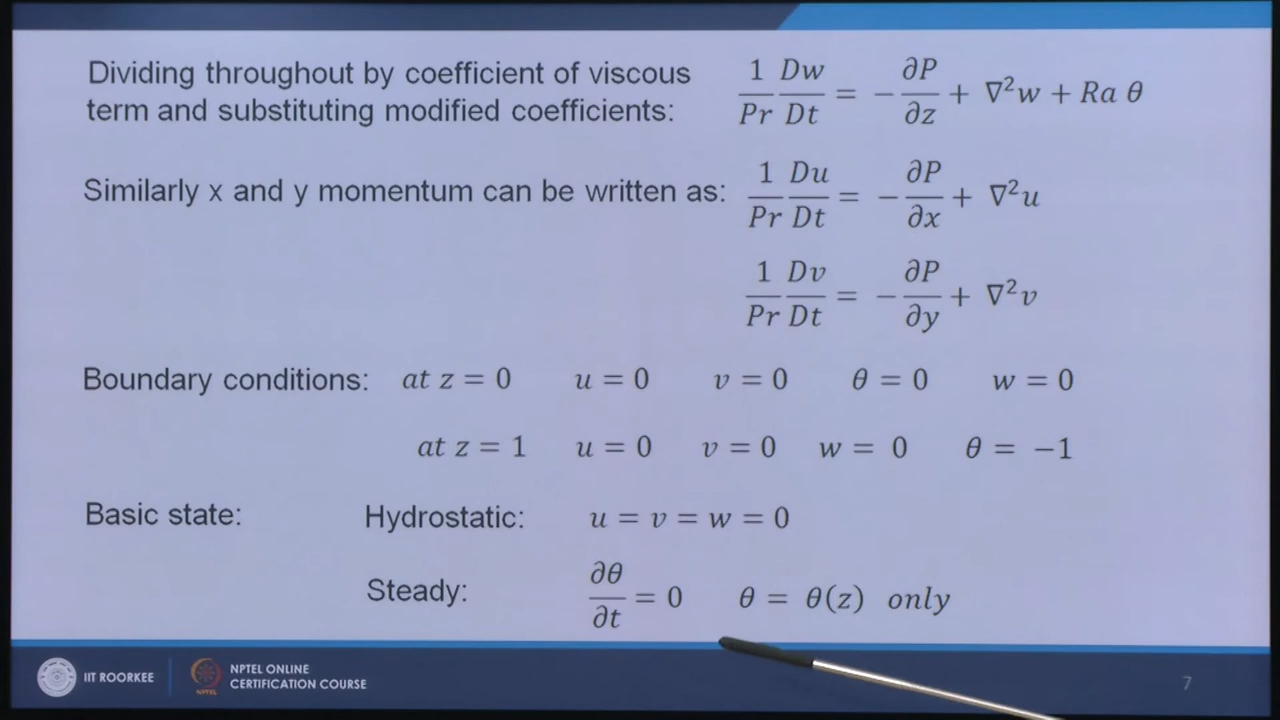 Dividing throughout by coefficient of viscous
term and substituting modified coefficients:
1/Pr Dw/Dt = − ∂P/∂z + ∇²w + Ra θ
Similarly x and y momentum can be written as:
1/Pr Du/Dt = − ∂P/∂x + ∇²u
1/Pr Dv/Dt = − ∂P/∂y + ∇²v
Boundary conditions: at z = 0 u = 0 v = 0 θ = 0 w = 0
at z = 1 u = 0 v = 0 w = 0 θ = −1
Basic state: Hydrostatic: u = v = w = 0
Steady: ∂θ/∂t = 0 θ = θ(z) only
IIT ROORKEE
NPTEL
NPTEL ONLINE
CERTIFICATION COURSE
7